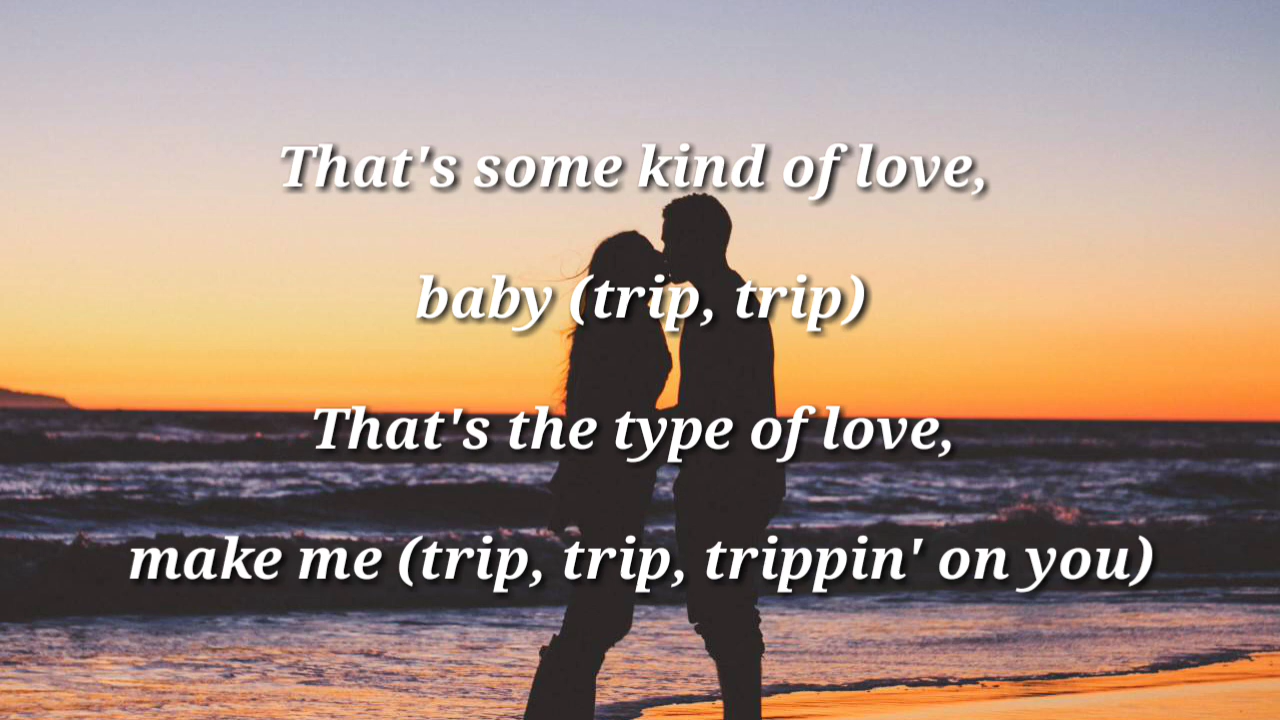 That's some kind of love,
baby (trip, trip)
That's the type of love,
make me (trip, trip, trippin' on you)